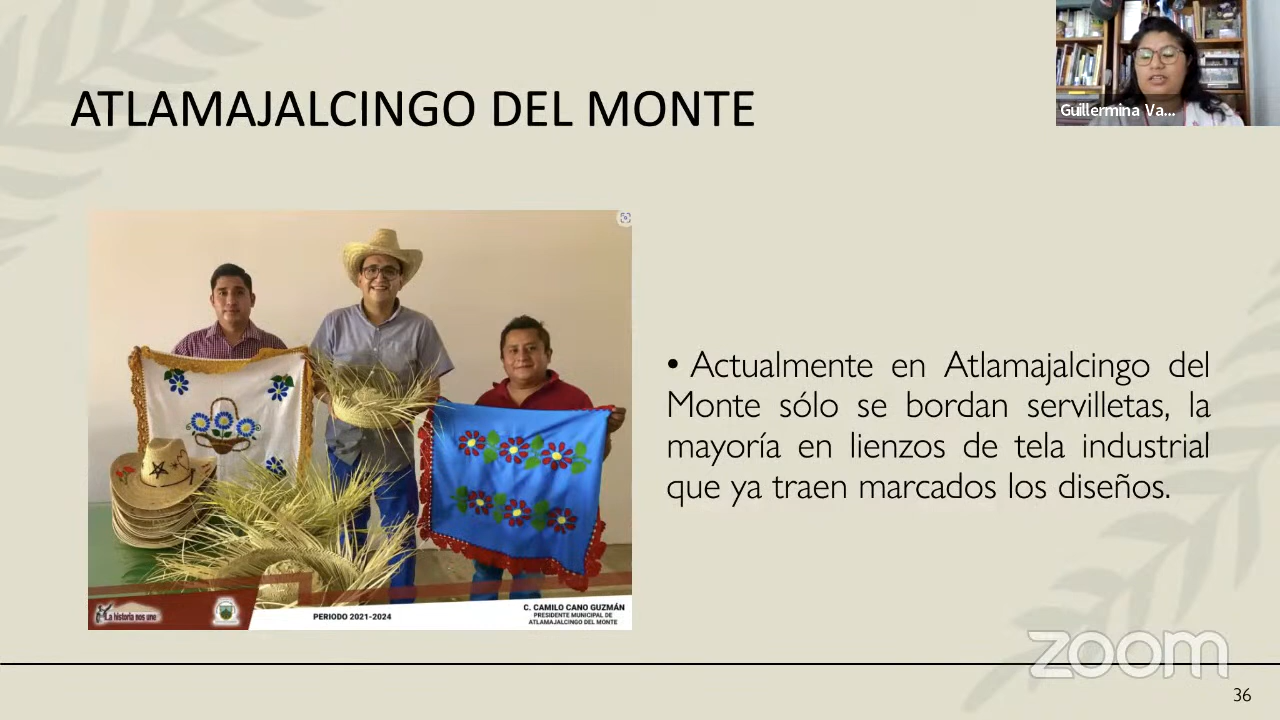 ATLAMAJALCINGO DEL MONTE
Guillermina Va...
• Actualmente en Atlamajalcingo del
Monte sólo se bordan servilletas, la
mayoría en lienzos de tela industrial
que ya traen marcados los diseños.
La historia nos une
PERIODO 2021-2024
C. CAMILO CANO GUZMÁN
PRESIDENTE MUNICIPAL DE
ATLAMAJALCINGO DEL MONTE
zoom
36